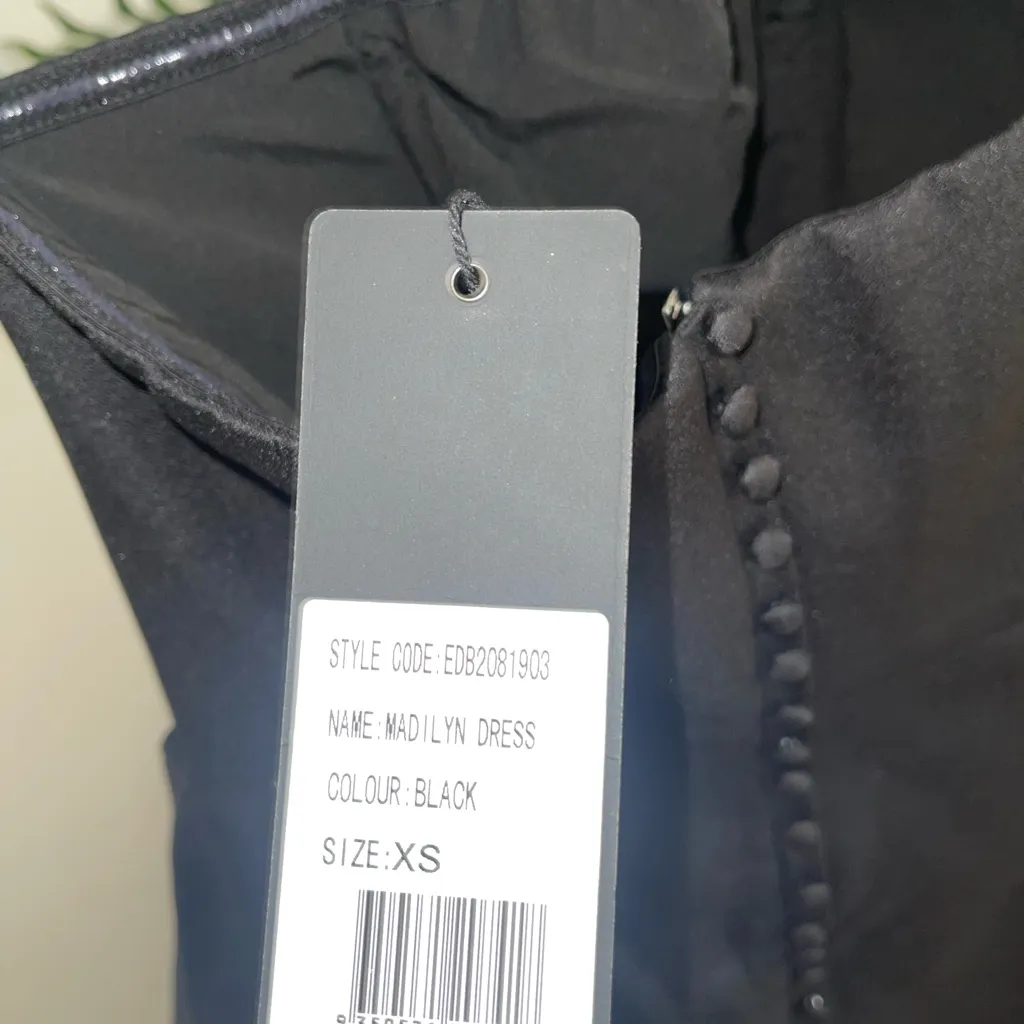 STYLE CODE:EDB2081903
NAME:MADILYN DRESS
COLOUR:BLACK
SIZE:XS